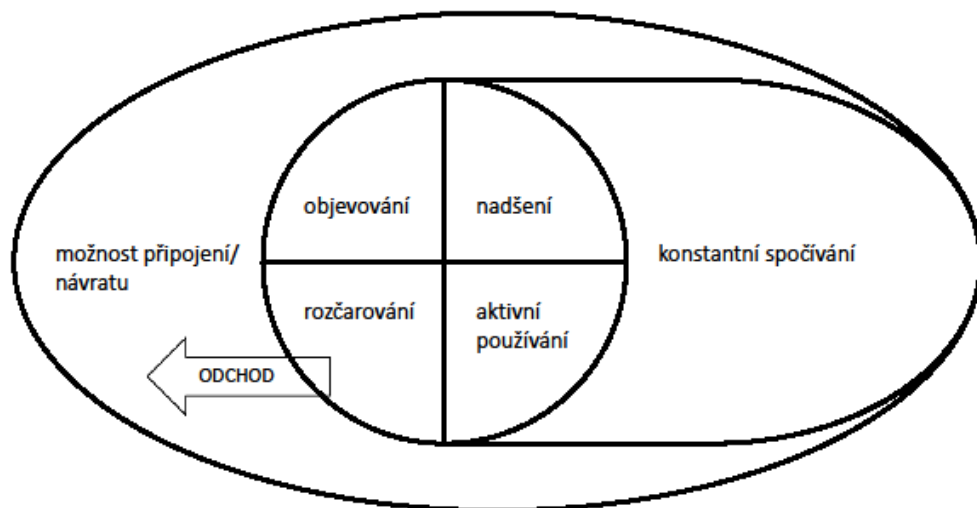 objevování
nadšení
možnost připojení/
návratu
konstantní spočívání
rozčarování
aktivní
používání
ODCHOD